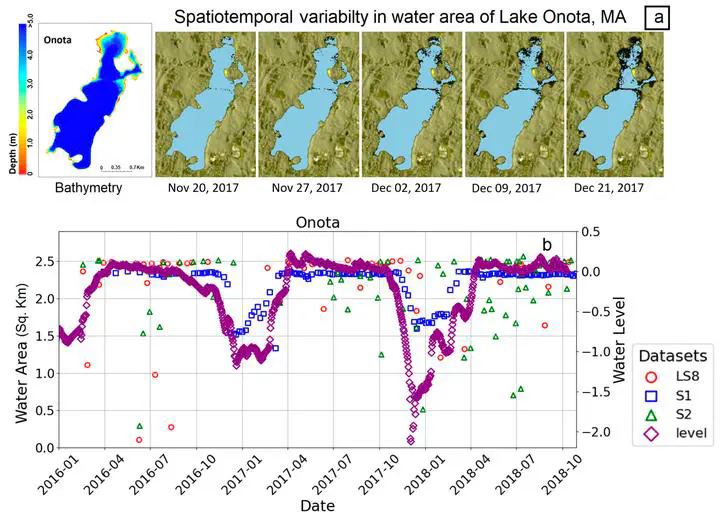 Spatiotemporal variabilty in water area of Lake Onota, MA
a
>5.0
4.0
3.0
2.0
1.0
0
Depth (m)
Onota
0 0.35 0.7Km
Bathymetry
Nov 20, 2017
Nov 27, 2017
Dec 02, 2017
Dec 09, 2017
Dec 21, 2017
Onota
b
Water Area (Sq. Km)
2.5
2.0
1.5
1.0
0.5
0.0
0.5
0.0
−0.5
−1.0
−1.5
−2.0
Water Level
2016-01
2016-04
2016-07
2016-10
2017-01
2017-04
2017-07
2017-10
2018-01
2018-04
2018-07
2018-10
Date
Datasets
LS8
S1
S2
level